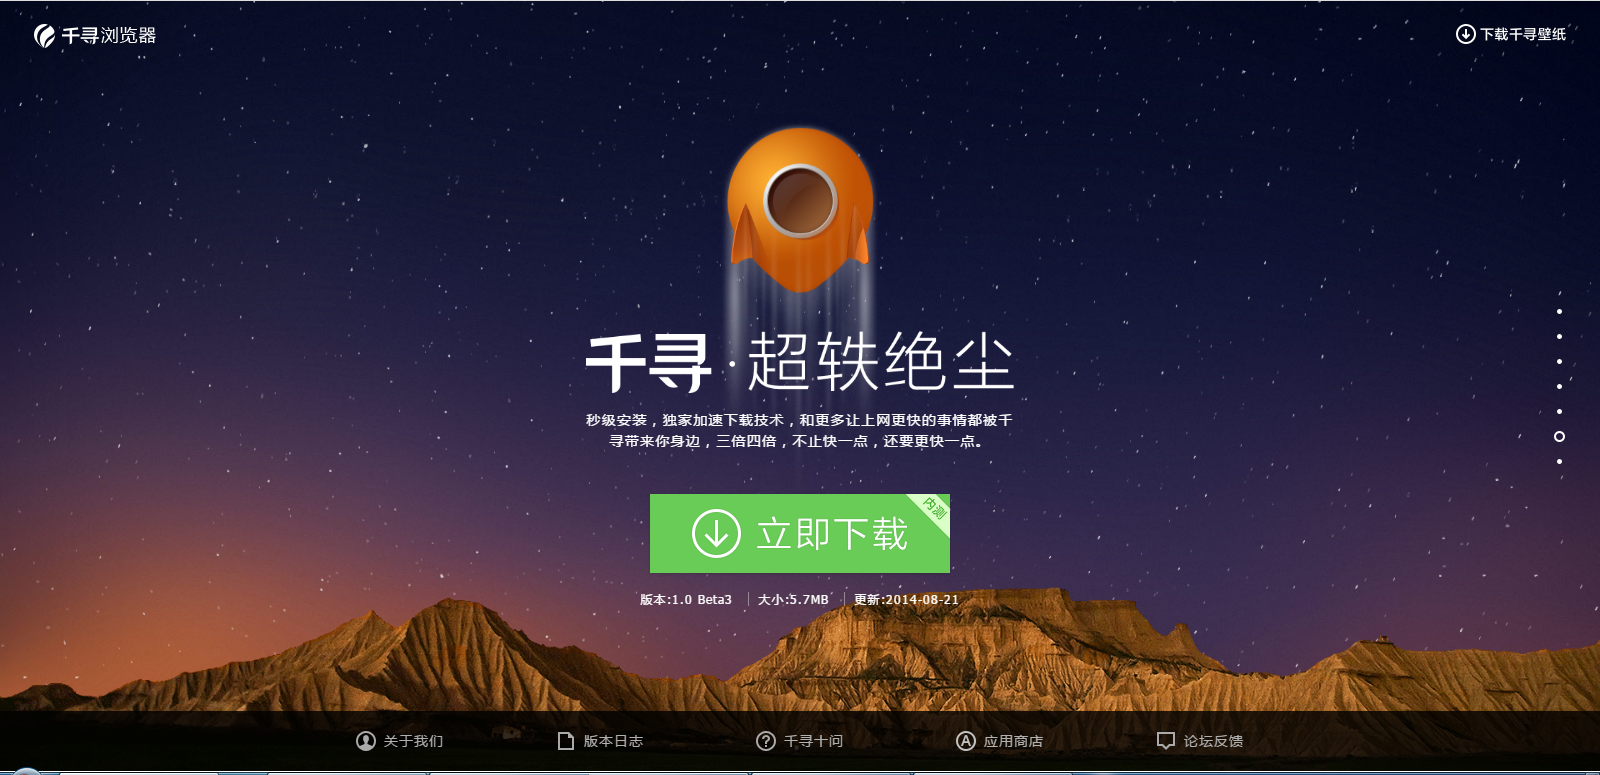 千寻浏览器
下载千寻壁纸
千寻·超轶绝尘
秒级安装，独家加速下载技术，和更多让上网更快的事情都被千
寻带来你身边，三倍四倍，不止快一点，还要更快一点。
立即下载
内测
版本:1.0 Beta3 大小:5.7MB 更新:2014-08-21
关于我们 版本日志 千寻十问 应用商店 论坛反馈